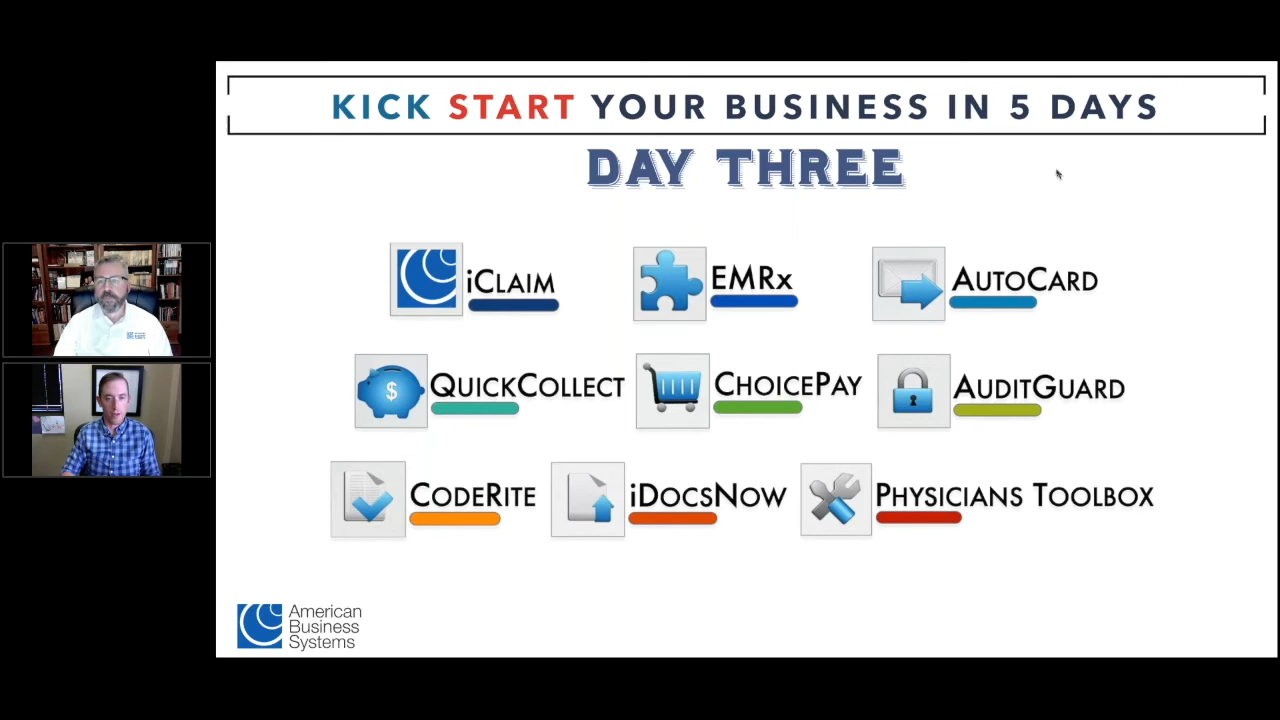 KICK START YOUR BUSINESS IN 5 DAYS
DAY THREE
iCLAIM
EMRx
AUTOCARD
$
QUICKCOLLECT
CHOICEPAY
AUDITGUARD
CODERITE
iDOCSNOW
PHYSICIANS TOOLBOX
American
Business
Systems